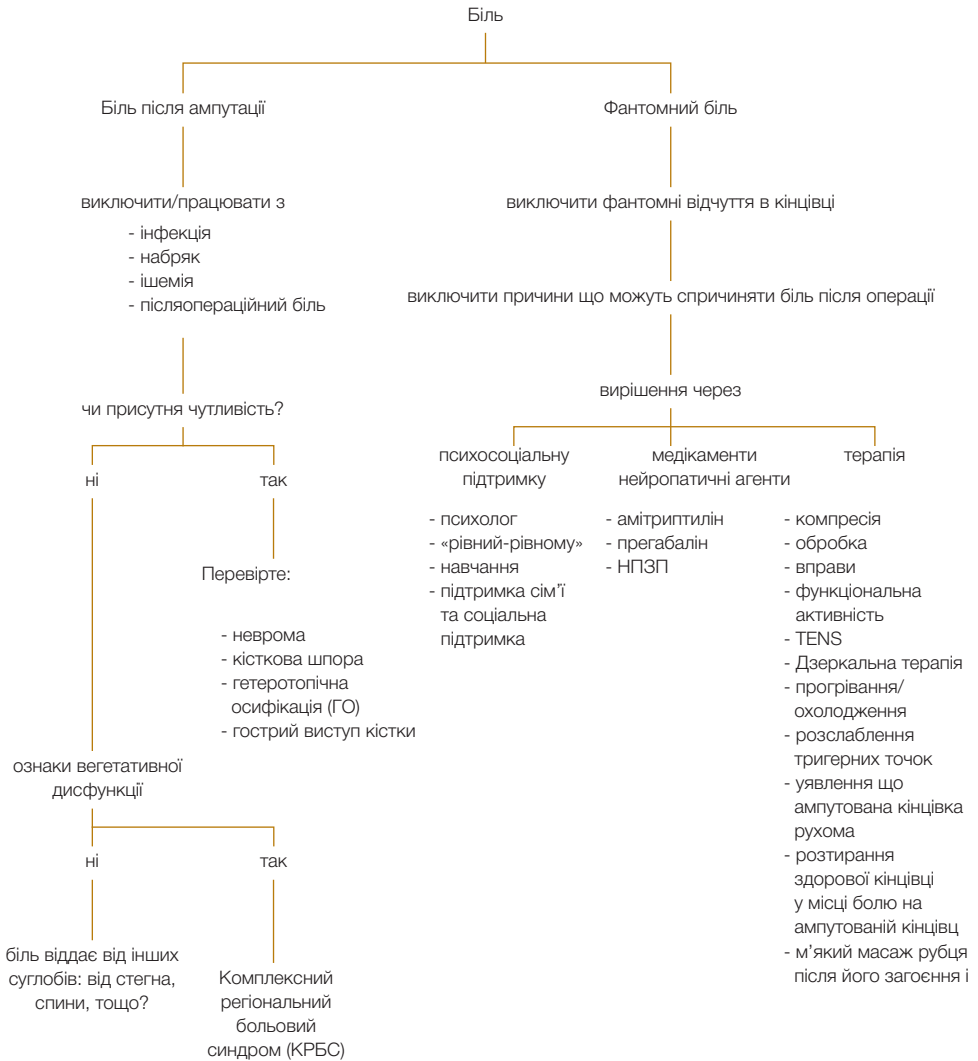 Біль
Біль після ампутації
виключити/працювати з
- інфекція
- набряк
- ішемія
- післяопераційний біль
чи присутня чутливість?
ні
так
Перевірте:
- неврома
- кісткова шпора
- гетеротопічна
осифікація (ГО)
- гострий виступ кістки
ознаки вегетативної
дисфункції
ні
так
біль віддає від інших
суглобів: від стегна,
спини, тощо?
Комплексний
регіональний
больовий
синдром (КРБС)
Фантомний біль
виключити фантомні відчуття в кінцівці
виключити причини що можуть спричиняти біль після операції
вирішення через
психосоціальну
підтримку
- психолог
- «рівний-рівному»
- навчання
- підтримка сім’ї
та соціальна
підтримка
медікаменти
нейропатичні агенти
- амітриптилін
- прегабалін
- НПЗП
терапія
- компресія
- обробка
- вправи
- функціональна
активність
- TENS
- Дзеркальна терапія
- прогрівання/
охолодження
- розслаблення
тригерних точок
- уявлення що
ампутована кінцівка
рухома
- розтирання
здорової кінцівки
у місці болю на
ампутованій кінцівц
- м’який масаж рубця
після його загоєння і